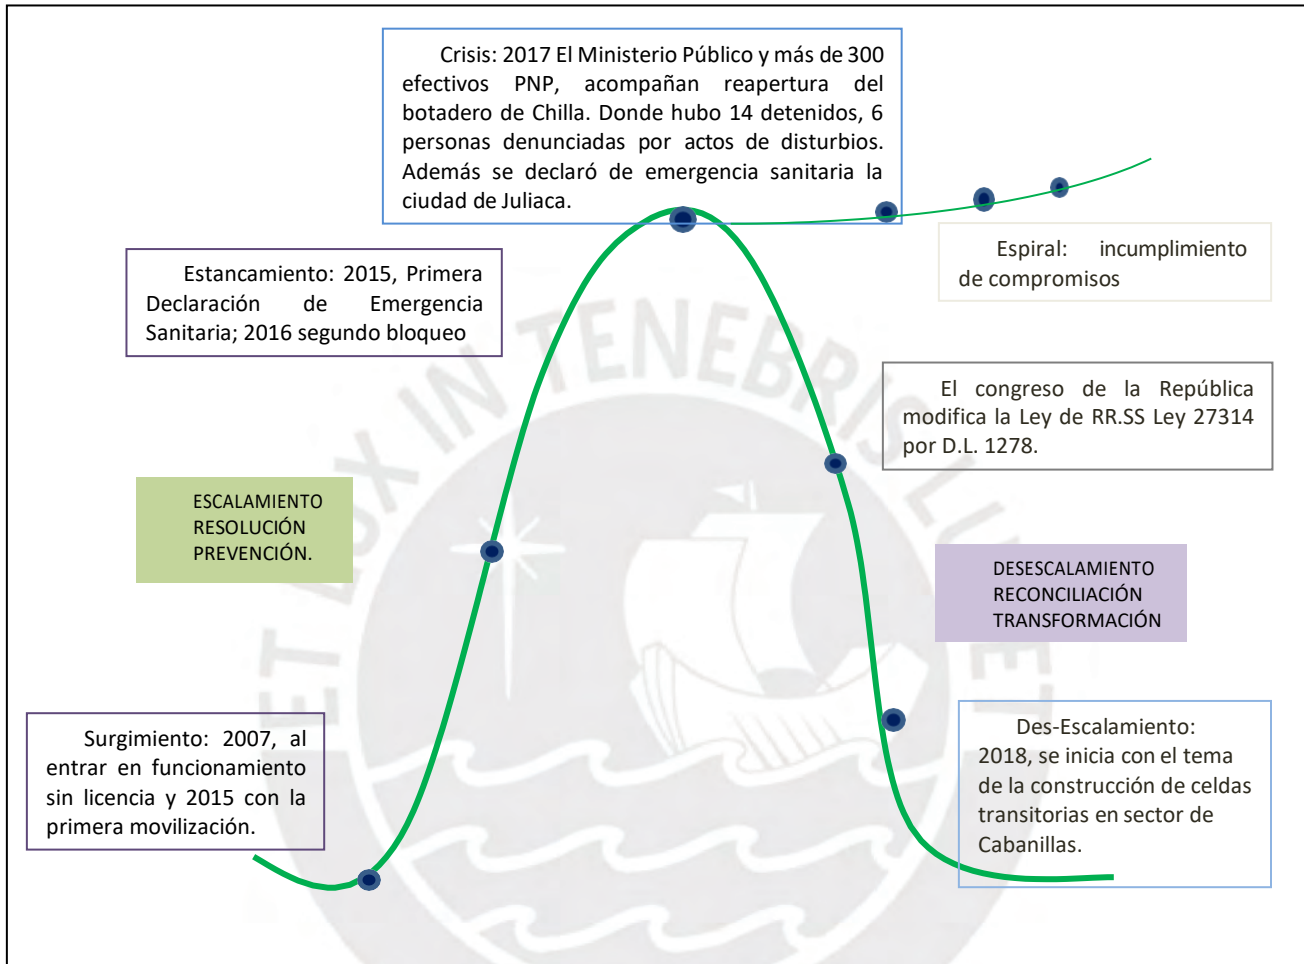 Crisis: 2017 El Ministerio Público y más de 300
efectivos PNP, acompañan reapertura del
botadero de Chilla. Donde hubo 14 detenidos, 6
personas denunciadas por actos de disturbios.
Además se declaró de emergencia sanitaria la
ciudad de Juliaca.
Estancamiento: 2015, Primera
Declaración de Emergencia
Sanitaria; 2016 segundo bloqueo
Espiral: incumplimiento
de compromisos
El congreso de la República
modifica la Ley de RR.SS Ley 27314
por D.L. 1278.
ESCALAMIENTO
RESOLUCIÓN
PREVENCIÓN.
DESESCALAMIENTO
RECONCILIACIÓN
TRANSFORMACIÓN
Surgimiento: 2007, al
entrar en funcionamiento
sin licencia y 2015 con la
primera movilización.
Des-Escalamiento:
2018, se inicia con el tema
de la construcción de celdas
transitorias en sector de
Cabanillas.
ET LUX IN TENEBRIS LUCET